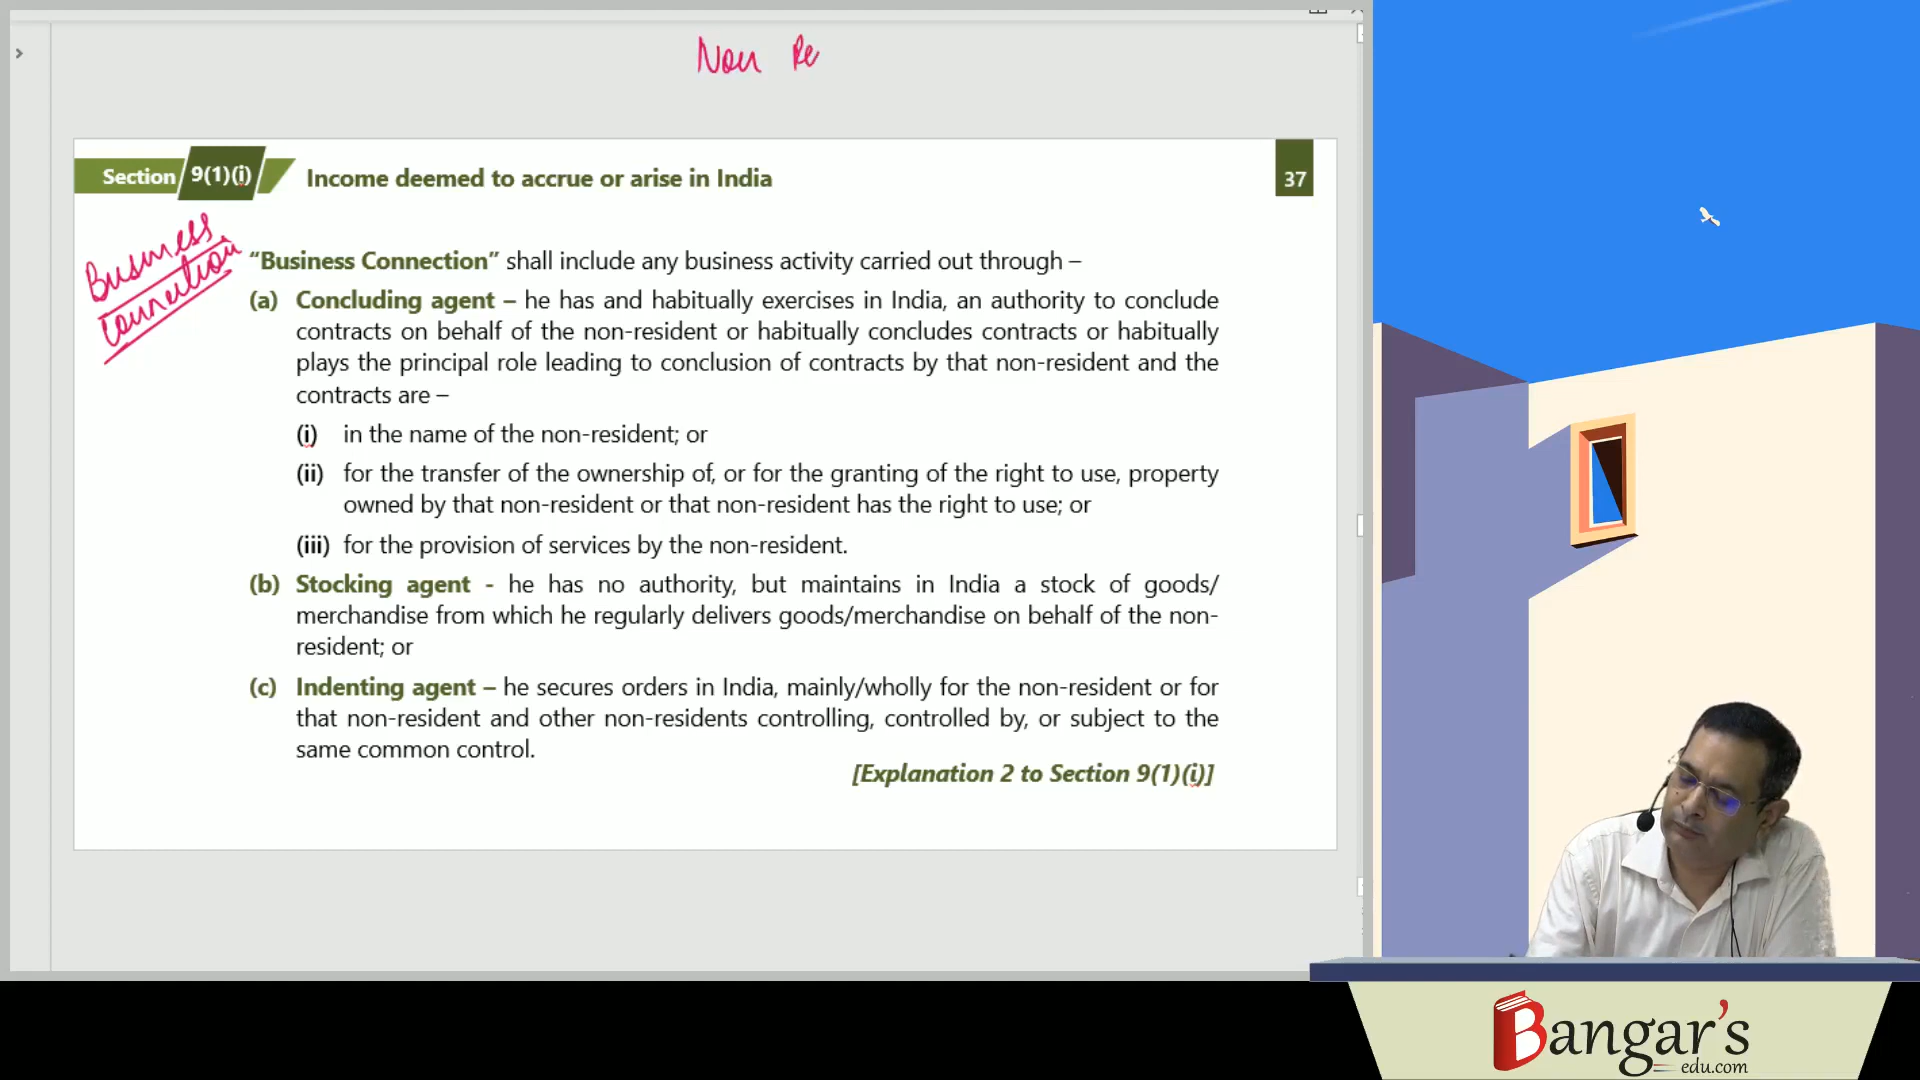 Non Re
Section 9(1)(i) Income deemed to accrue or arise in India 37
Business
Connection
“Business Connection” shall include any business activity carried out through –
(a) Concluding agent – he has and habitually exercises in India, an authority to conclude
contracts on behalf of the non-resident or habitually concludes contracts or habitually
plays the principal role leading to conclusion of contracts by that non-resident and the
contracts are –
(i) in the name of the non-resident; or
(ii) for the transfer of the ownership of, or for the granting of the right to use, property
owned by that non-resident or that non-resident has the right to use; or
(iii) for the provision of services by the non-resident.
(b) Stocking agent - he has no authority, but maintains in India a stock of goods/
merchandise from which he regularly delivers goods/merchandise on behalf of the non-
resident; or
(c) Indenting agent – he secures orders in India, mainly/wholly for the non-resident or for
that non-resident and other non-residents controlling, controlled by, or subject to the
same common control.
[Explanation 2 to Section 9(1)(i)]
Bangar's
edu.com